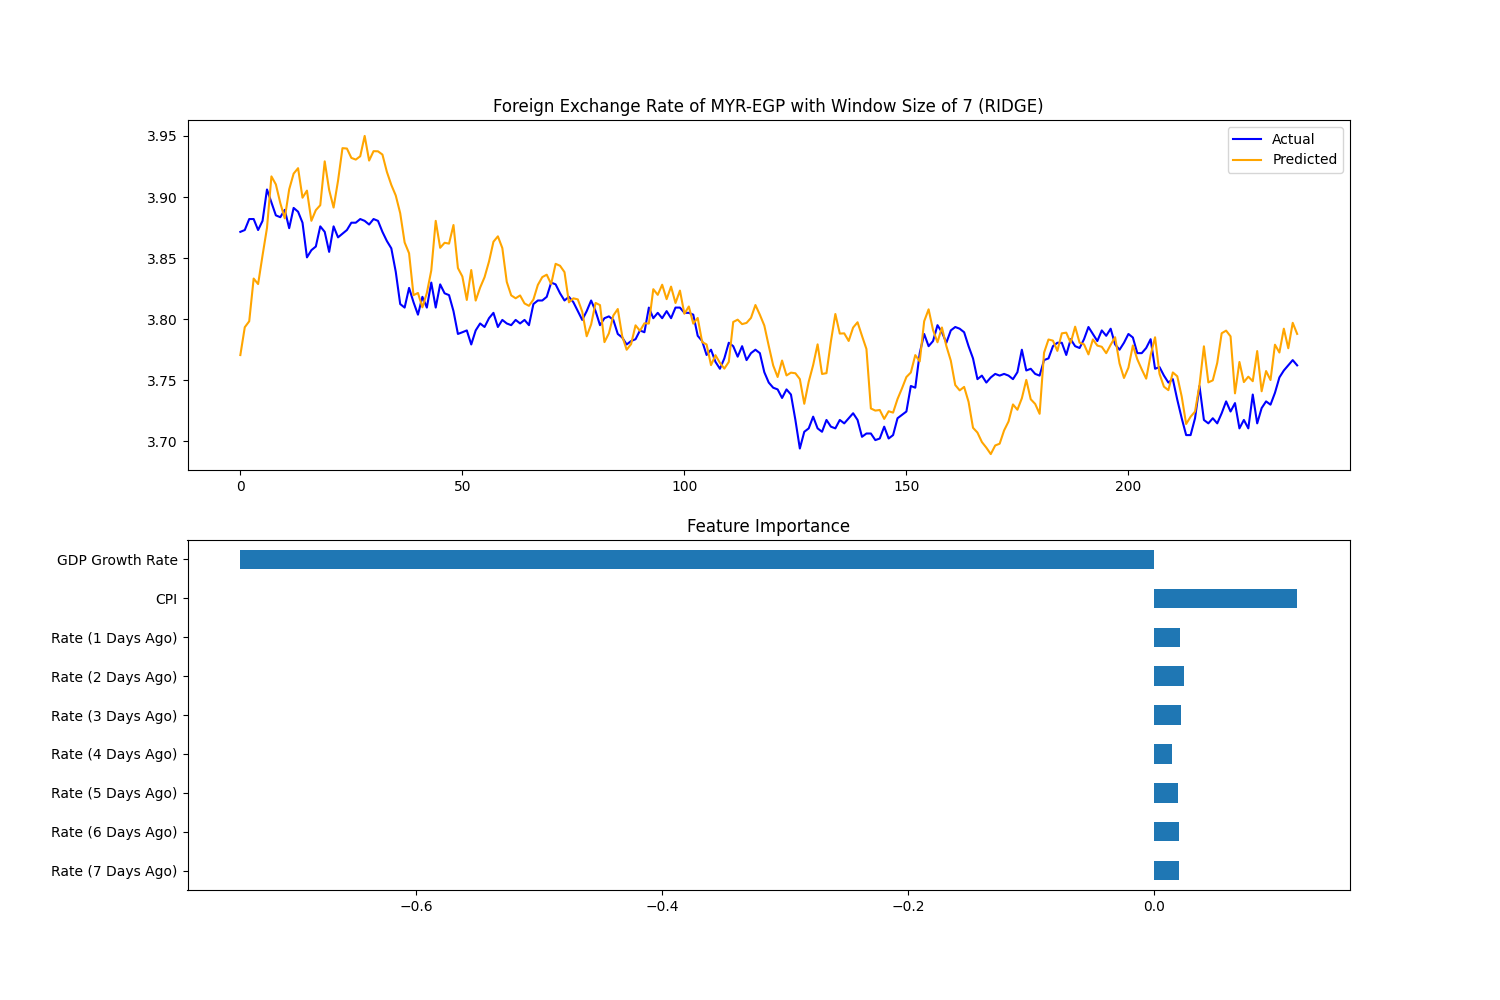 Foreign Exchange Rate of MYR-EGP with Window Size of 7 (RIDGE)
3.95
3.90
3.85
3.80
3.75
3.70
Actual
Predicted
0
50
100
150
200
Feature Importance
GDP Growth Rate
CPI
Rate (1 Days Ago)
Rate (2 Days Ago)
Rate (3 Days Ago)
Rate (4 Days Ago)
Rate (5 Days Ago)
Rate (6 Days Ago)
Rate (7 Days Ago)
−0.6
−0.4
−0.2
0.0